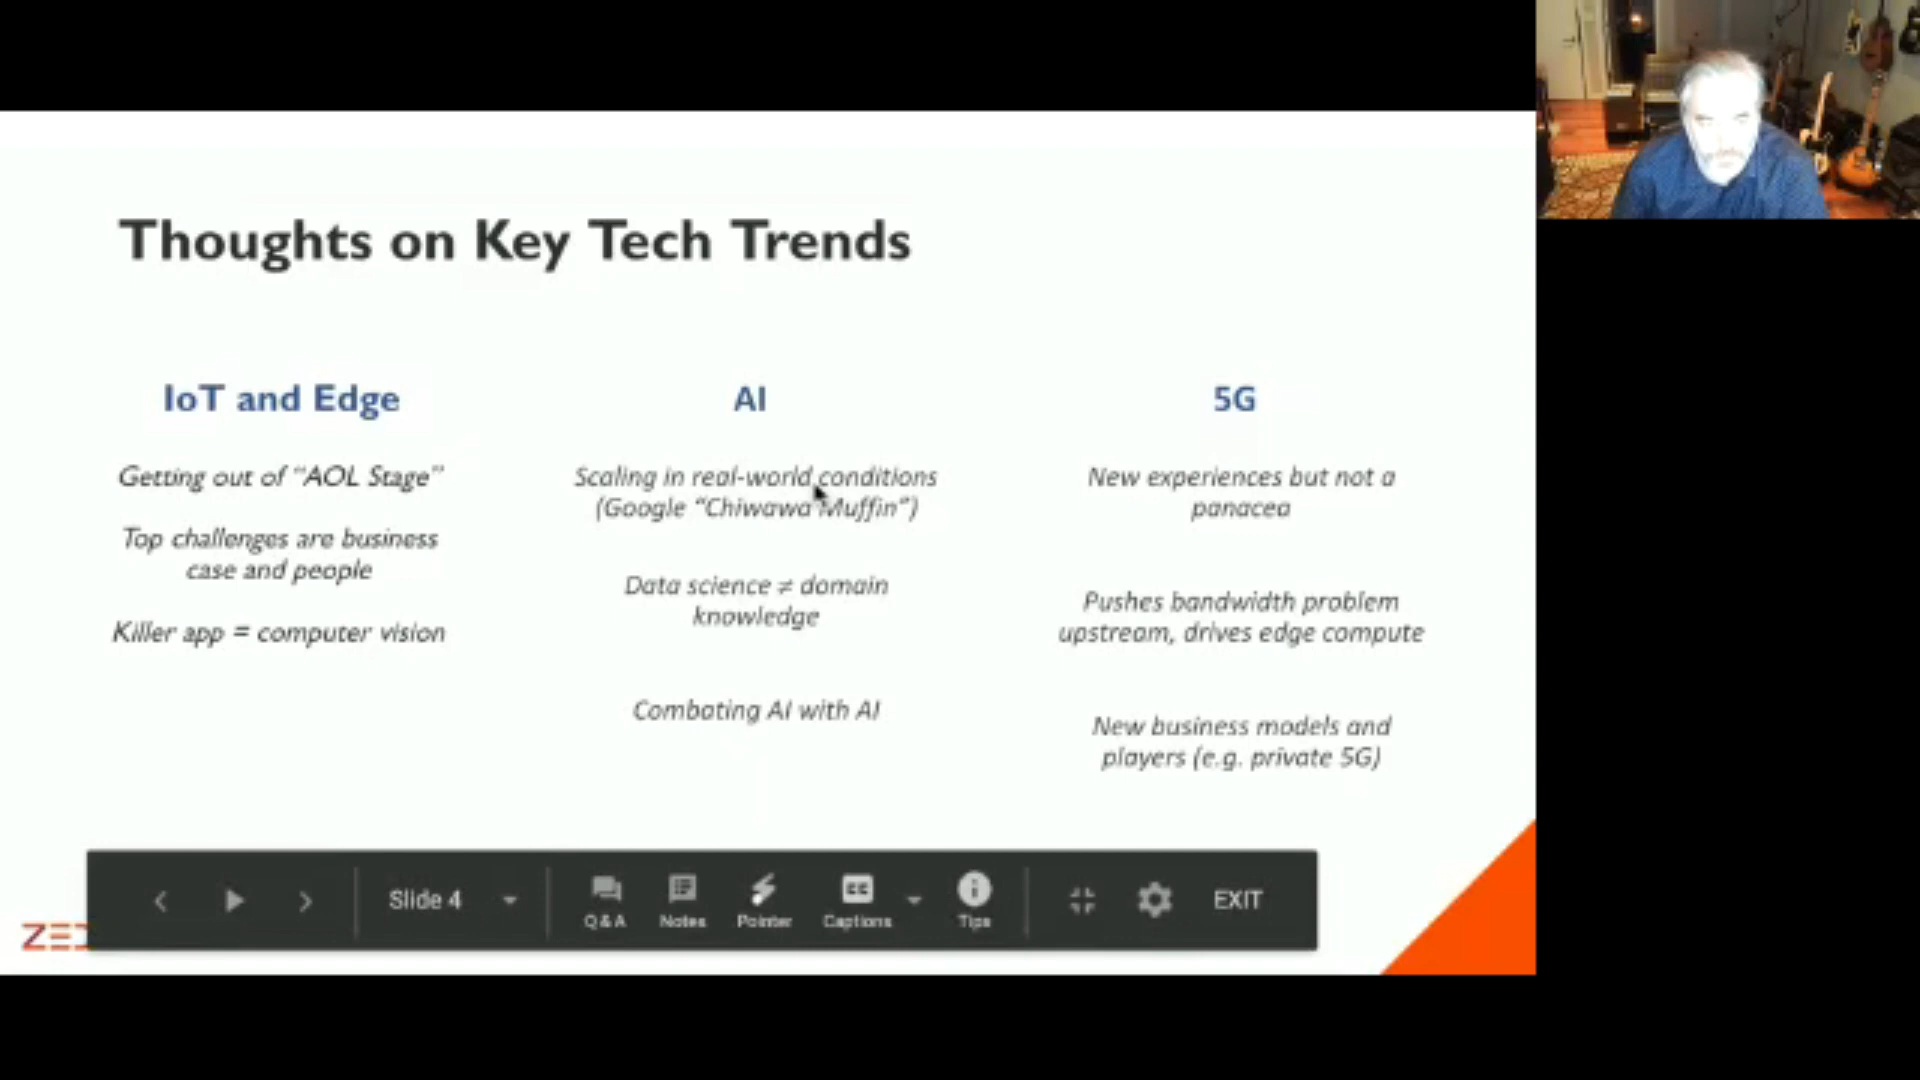 Thoughts on Key Tech Trends
IoT and Edge
Getting out of “AOL Stage”
Top challenges are business
case and people
Killer app = computer vision
AI
Scaling in real-world conditions
(Google “Chiwawa Muffin”)
Data science ≠ domain
knowledge
Combating AI with AI
5G
New experiences but not a
panacea
Pushes bandwidth problem
upstream, drives edge compute
New business models and
players (e.g. private 5G)
Slide 4
Q&A
Notes
Pointer
CC
Captions
Tips
EXIT